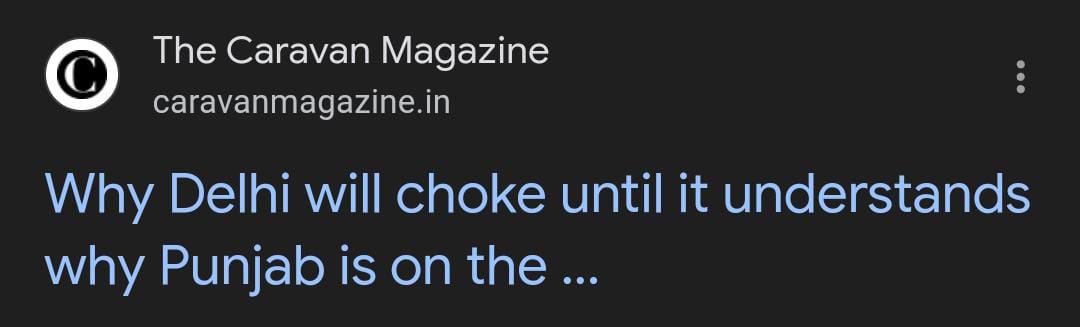 C
The Caravan Magazine
caravanmagazine.in
Why Delhi will choke until it understands
why Punjab is on the ...